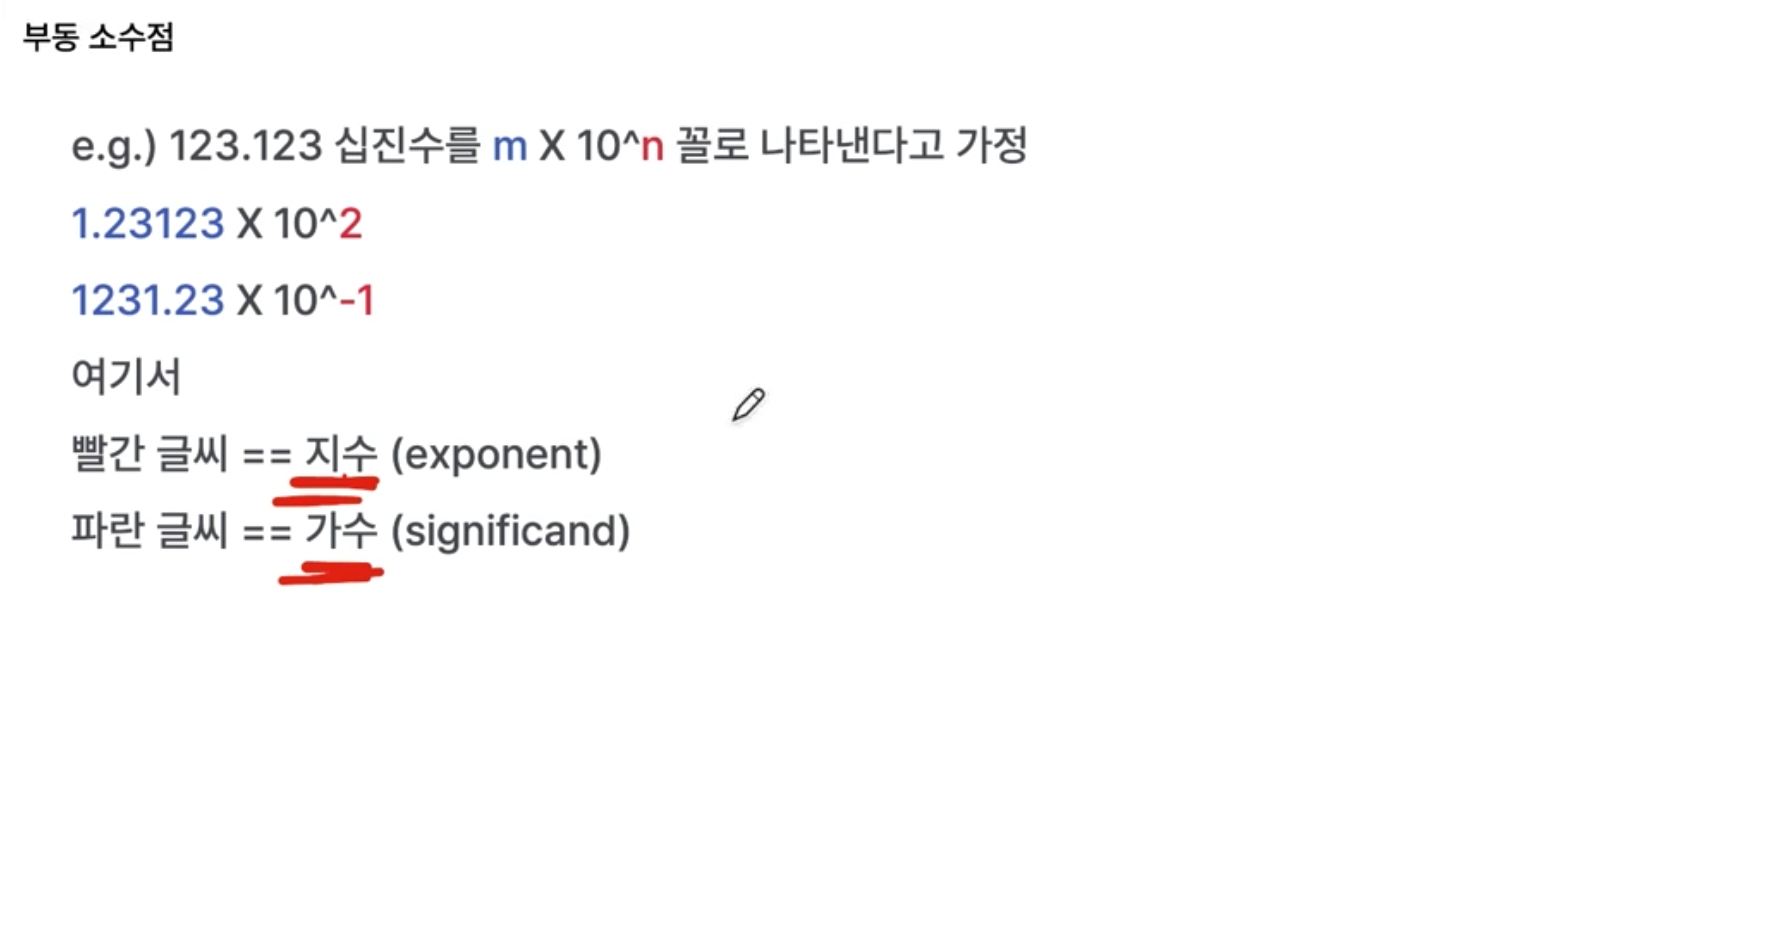 부동 소수점
e.g.) 123.123 십진수를 m X 10^n 꼴로 나타낸다고 가정
1.23123 X 10^2
1231.23 X 10^-1
여기서
빨간 글씨 == 지수 (exponent)
파란 글씨 == 가수 (significand)